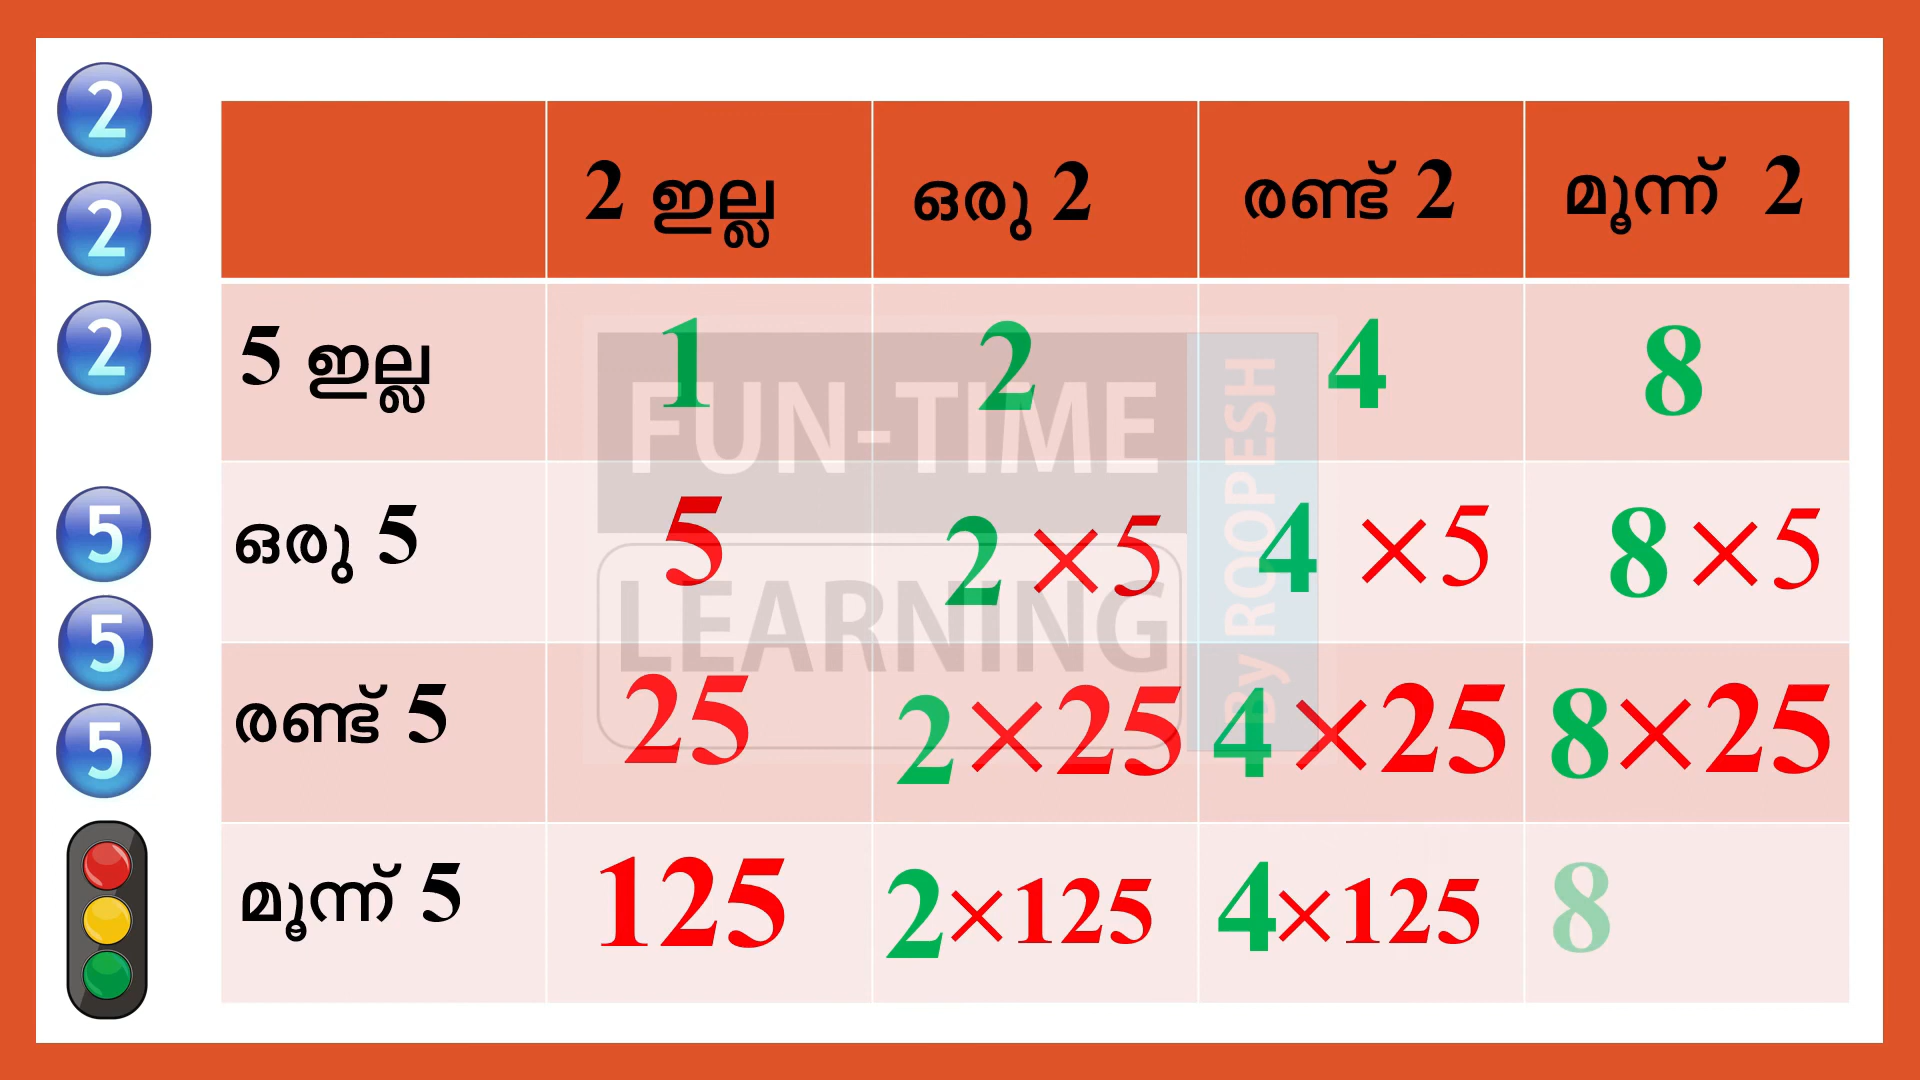 2
2
2
5
5
5
2 ഇല്ല ഒരു 2 രണ്ട് 2 മൂന്ന് 2
5 ഇല്ല 1 2 4 8
ഒരു 5 5 2 ×5 4 ×5 8 ×5
രണ്ട് 5 25 2×25 4 ×25 8×25
മൂന്ന് 5 125 2×125 4×125 8
FUN-TIME
LEARNING
By ROOPESH